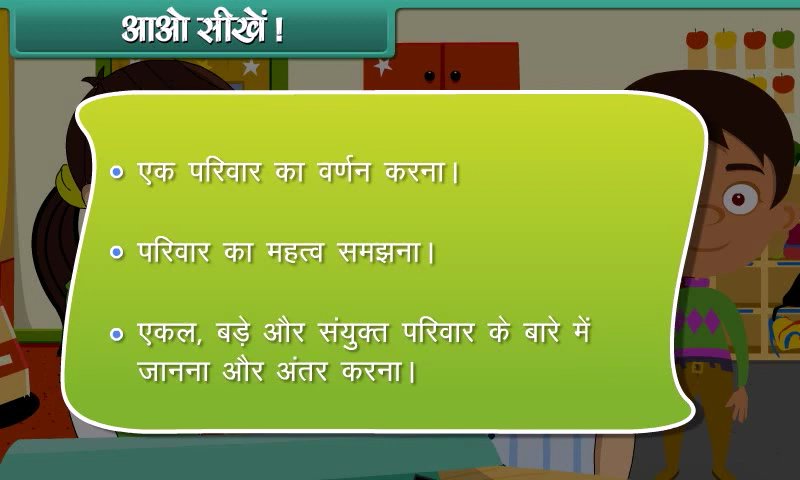 आओ सीखें!
एक परिवार का वर्णन करना।
परिवार का महत्व समझना।
एकल, बड़े और संयुक्त परिवार के बारे में
जानना और अंतर करना।